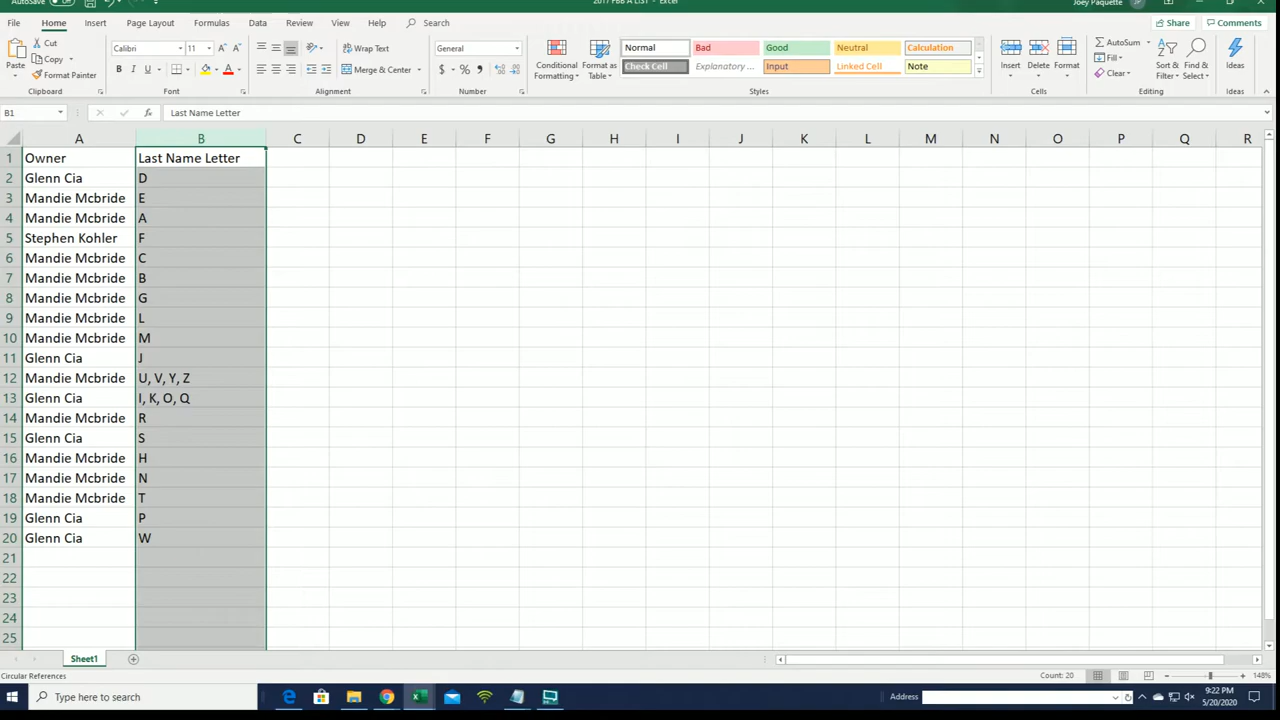 AutoSave Off
2017 FBB A LIST - Excel
Joey Paquette JP
File Home Insert Page Layout Formulas Data Review View Help Search Share Comments
Paste Cut Copy Format Painter Clipboard
Calibri 11 B I U A A Font
Wrap Text Merge & Center Alignment
General $ % Number
Conditional Formatting Format as Table
Normal Bad Good Neutral Calculation
Check Cell Explanatory ... Input Linked Cell Note
Styles
Insert Delete Format Cells
AutoSum Fill Clear Sort & Filter Find & Select Editing
Ideas Ideas
B1 fx Last Name Letter
A B C D E F G H I J K L M N O P Q R
1 Owner Last Name Letter
2 Glenn Cia D
3 Mandie Mcbride E
4 Mandie Mcbride A
5 Stephen Kohler F
6 Mandie Mcbride C
7 Mandie Mcbride B
8 Mandie Mcbride G
9 Mandie Mcbride L
10 Mandie Mcbride M
11 Glenn Cia J
12 Mandie Mcbride U, V, Y, Z
13 Glenn Cia I, K, O, Q
14 Mandie Mcbride R
15 Glenn Cia S
16 Mandie Mcbride H
17 Mandie Mcbride N
18 Mandie Mcbride T
19 Glenn Cia P
20 Glenn Cia W
21
22
23
24
25
Sheet1
Circular References Count: 20 148%
Type here to search Address 9:22 PM
5/20/2020